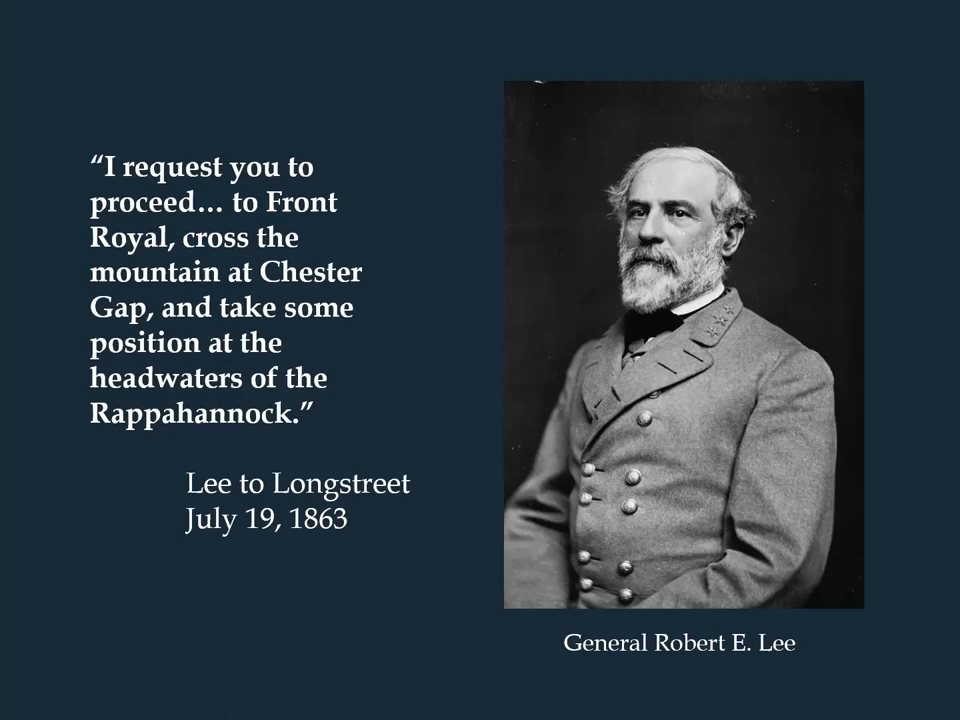 “I request you to
proceed… to Front
Royal, cross the
mountain at Chester
Gap, and take some
position at the
headwaters of the
Rappahannock.”
Lee to Longstreet
July 19, 1863
General Robert E. Lee